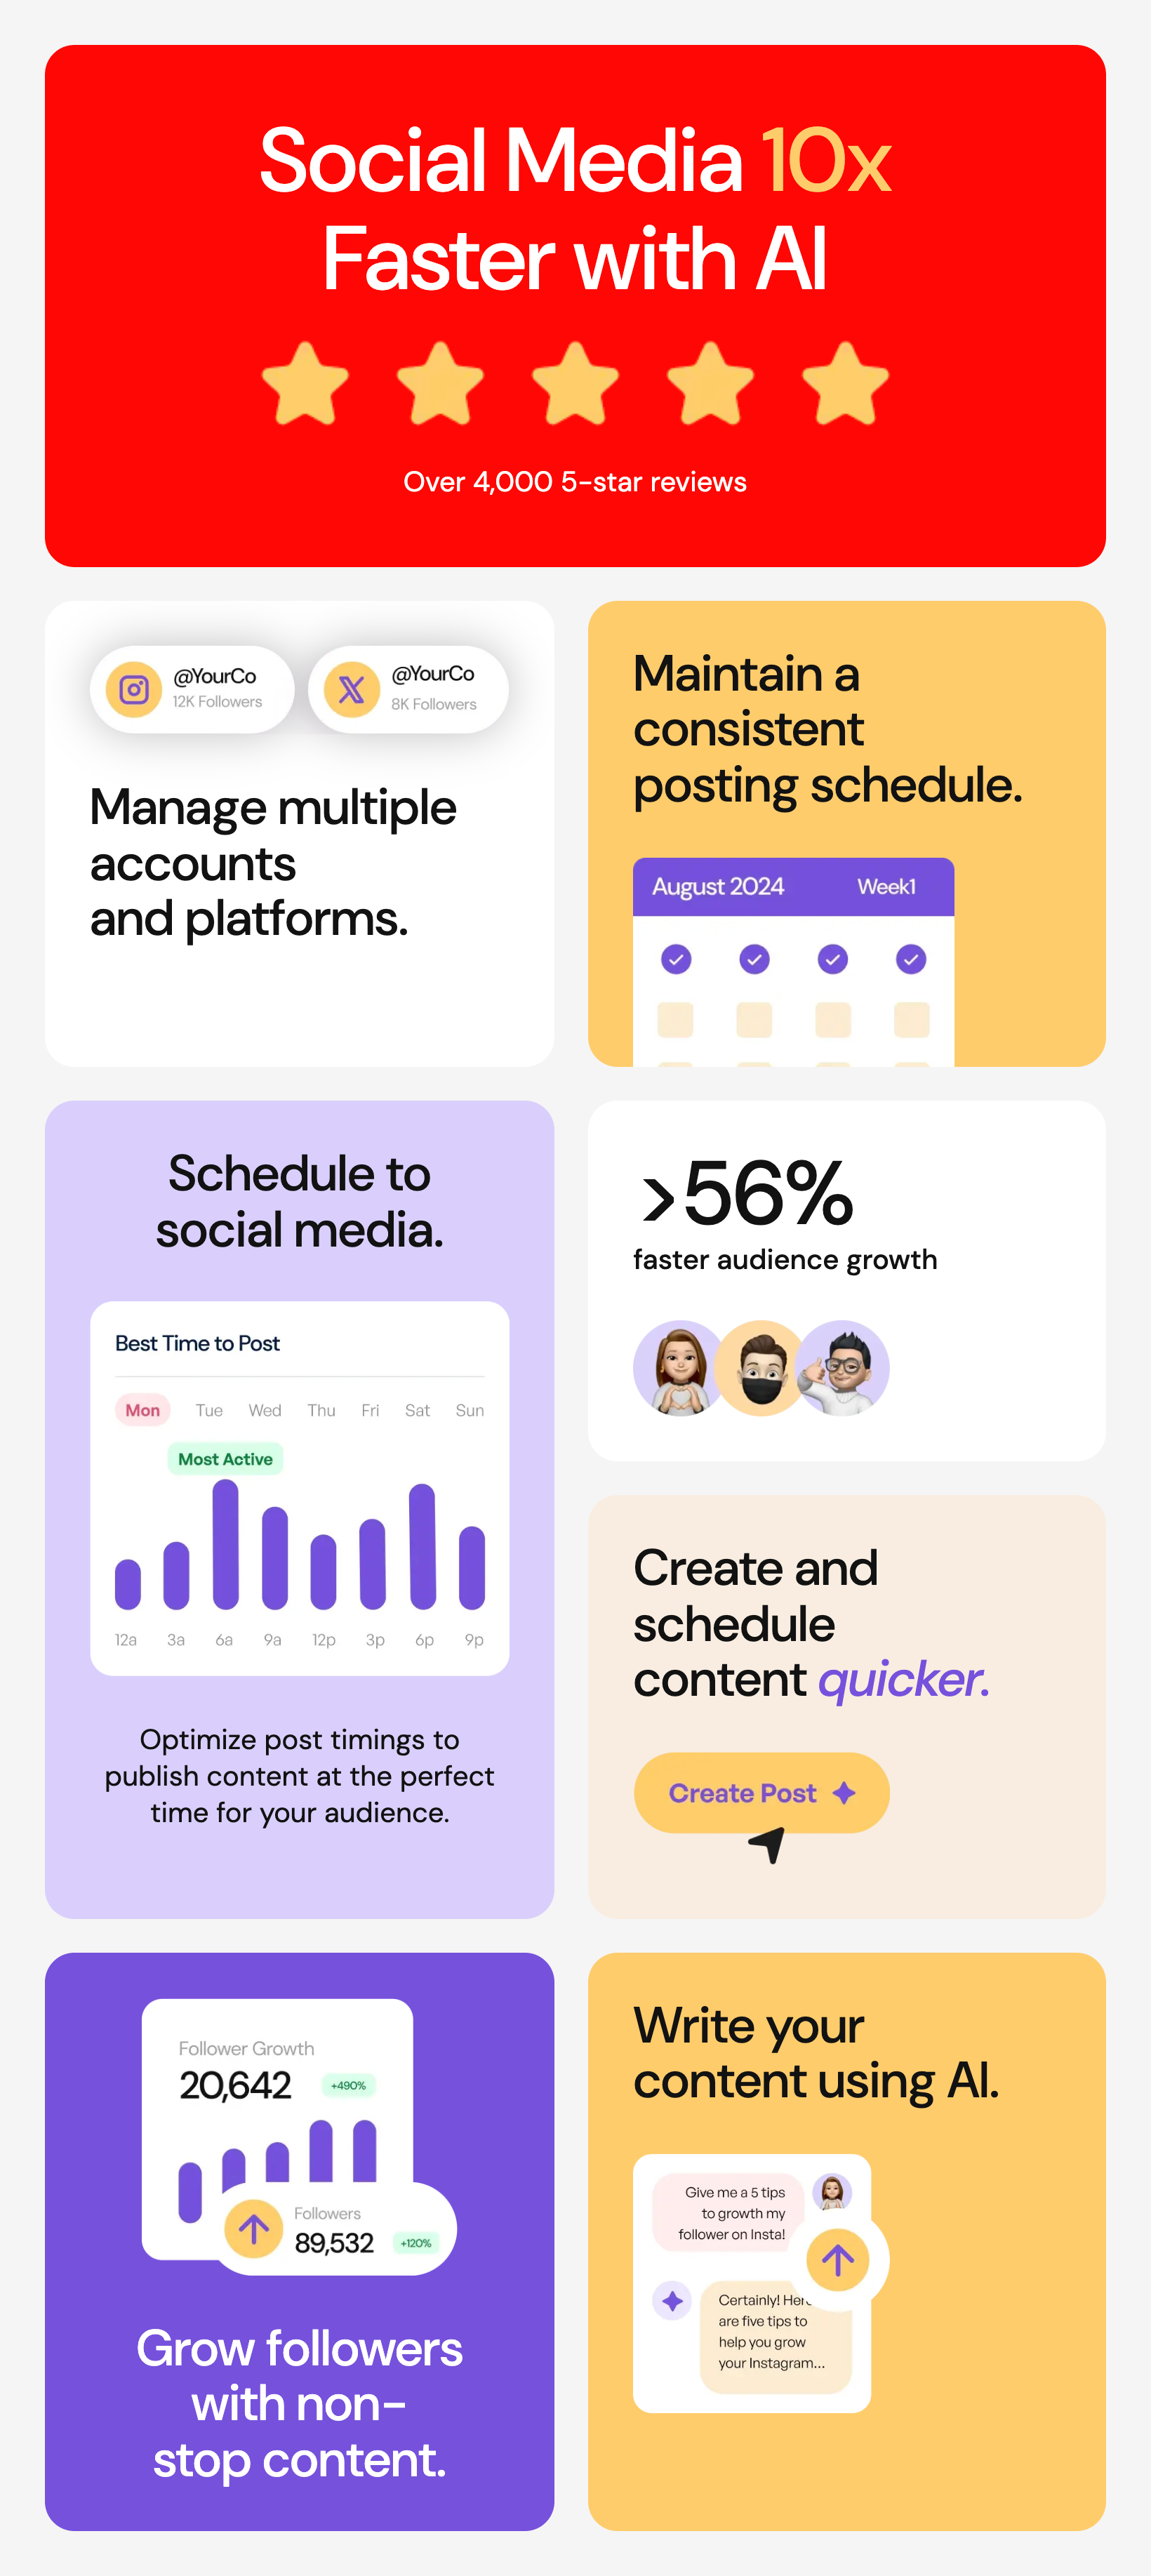 Social Media 10x
Faster with AI
Over 4,000 5-star reviews
@YourCo
12K Followers
@YourCo
8K Followers
Manage multiple
accounts
and platforms.
Maintain a
consistent
posting schedule.
August 2024 Week1
Schedule to
social media.
Best Time to Post
Mon Tue Wed Thu Fri Sat Sun
Most Active
12a 3a 6a 9a 12p 3p 6p 9p
Optimize post timings to
publish content at the perfect
time for your audience.
>56%
faster audience growth
Create and
schedule
content quicker.
Create Post
Follower Growth
20,642 +490%
Followers
89,532 +120%
Grow followers
with non-
stop content.
Write your
content using AI.
Give me a 5 tips
to growth my
follower on Insta!
Certainly! Here
are five tips to
help you grow
your Instagram...